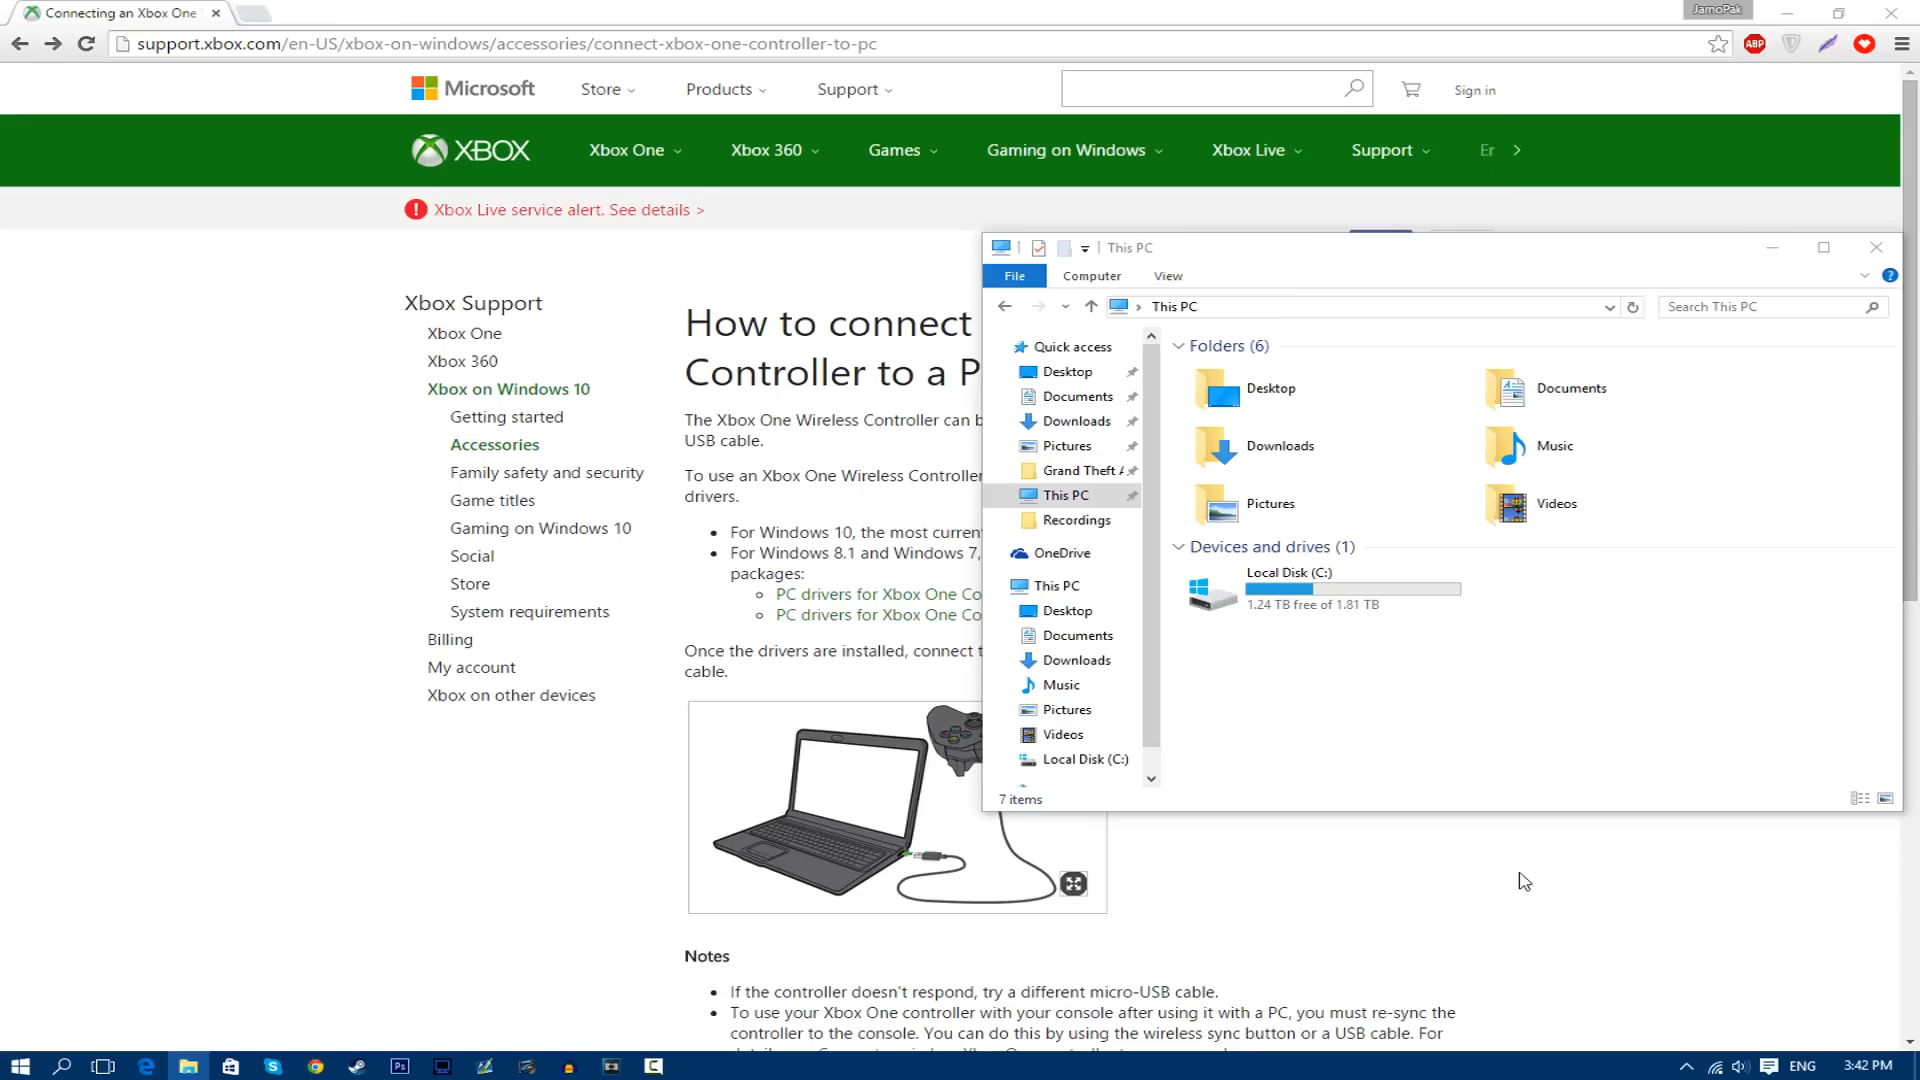 Connecting an Xbox One
JamoPak
support.xbox.com/en-US/xbox-on-windows/accessories/connect-xbox-one-controller-to-pc
ABP
Microsoft
Store
Products
Support
Sign in
XBOX
Xbox One
Xbox 360
Games
Gaming on Windows
Xbox Live
Support
Er
Xbox Live service alert. See details >
Xbox Support
Xbox One
Xbox 360
Xbox on Windows 10
Getting started
Accessories
Family safety and security
Game titles
Gaming on Windows 10
Social
Store
System requirements
Billing
My account
Xbox on other devices
How to connect
Controller to a P
The Xbox One Wireless Controller can b
USB cable.
To use an Xbox One Wireless Controller
drivers.
• For Windows 10, the most curren
• For Windows 8.1 and Windows 7,
packages:
PC drivers for Xbox One Co
PC drivers for Xbox One Co
Once the drivers are installed, connect t
cable.
Notes
• If the controller doesn't respond, try a different micro-USB cable.
• To use your Xbox One controller with your console after using it with a PC, you must re-sync the
controller to the console. You can do this by using the wireless sync button or a USB cable. For
This PC
File
Computer
View
This PC
Search This PC
Quick access
Desktop
Documents
Downloads
Pictures
Grand Theft A
This PC
Recordings
OneDrive
This PC
Desktop
Documents
Downloads
Music
Pictures
Videos
Local Disk (C:)
Folders (6)
Desktop
Documents
Downloads
Music
Pictures
Videos
Devices and drives (1)
Local Disk (C:)
1.24 TB free of 1.81 TB
7 items
Ps
C
ENG
3:42 PM